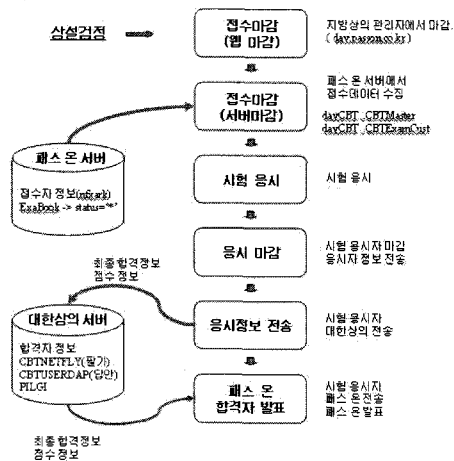 상설검정
접수마감
(웹 마감)
지방상의 관리자에서 마감.
( day.passon.co.kr )
접수마감
(서버마감)
패스 온 서버에서
접수데이터 수집
dayCBT_CBTMaster
dayCBT_CBTExamCust
패스 온 서버
접수자 정보
ExaBook -> status='*'
시험 응시
시험 응시
응시 마감
시험 응시자 마감
응시자 정보 전송
최종합격정보
점수 정보
대한상의 서버
합격자 정보
CBTNETFLY(필기)
CBTUSERDAP(답안)
PILGI
응시정보 전송
시험 응시자
대한상의 전송
패스 온
합격자 발표
시험 응시자
패스 온 전송
패스 온 발표
최종합격정보
점수 정보